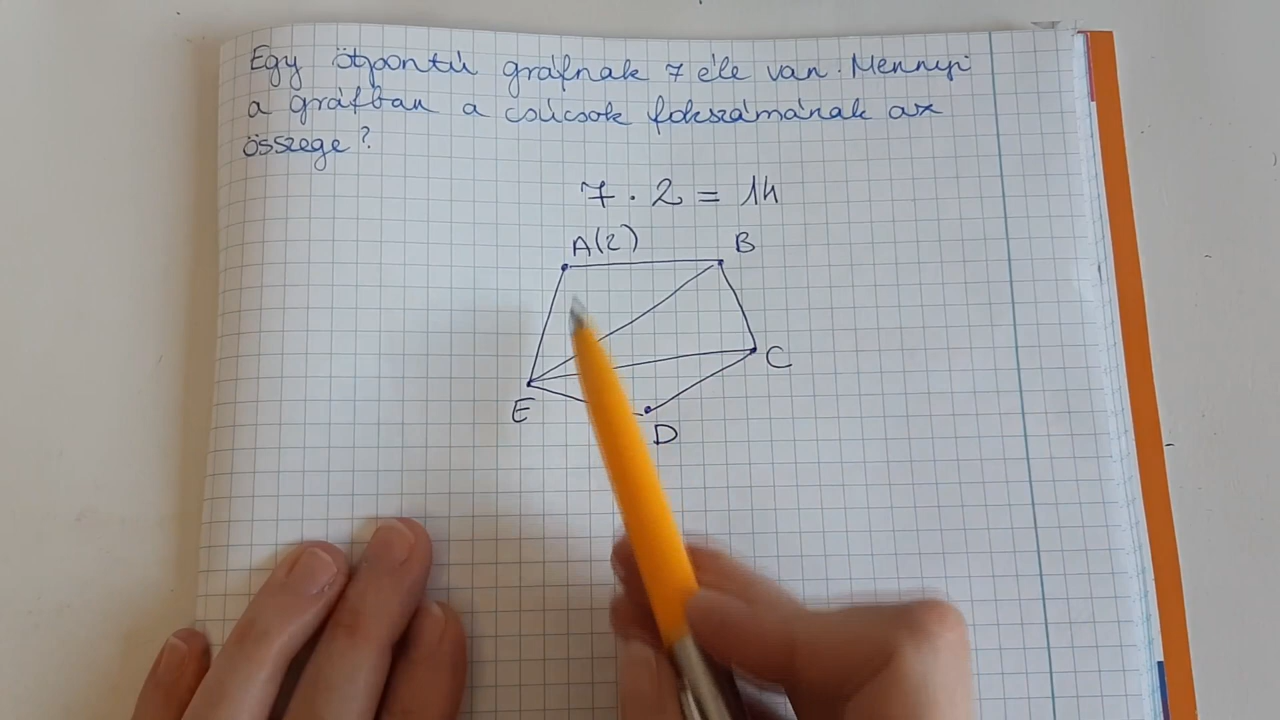 Egy ötpontú gráfnak 7 éle van. Mennyi
a gráfban a csúcsok fokszámának az
összege?
7 · 2 = 14
A(2) B
C
E
D